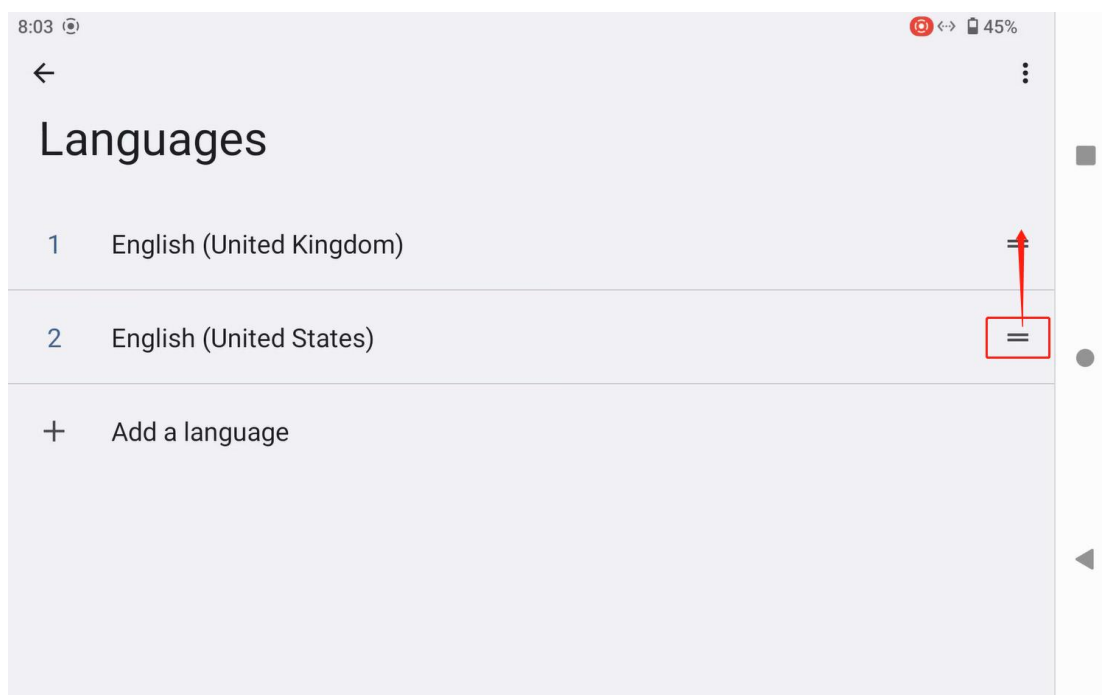 8:03 45%
Languages
1 English (United Kingdom)
2 English (United States)
+ Add a language